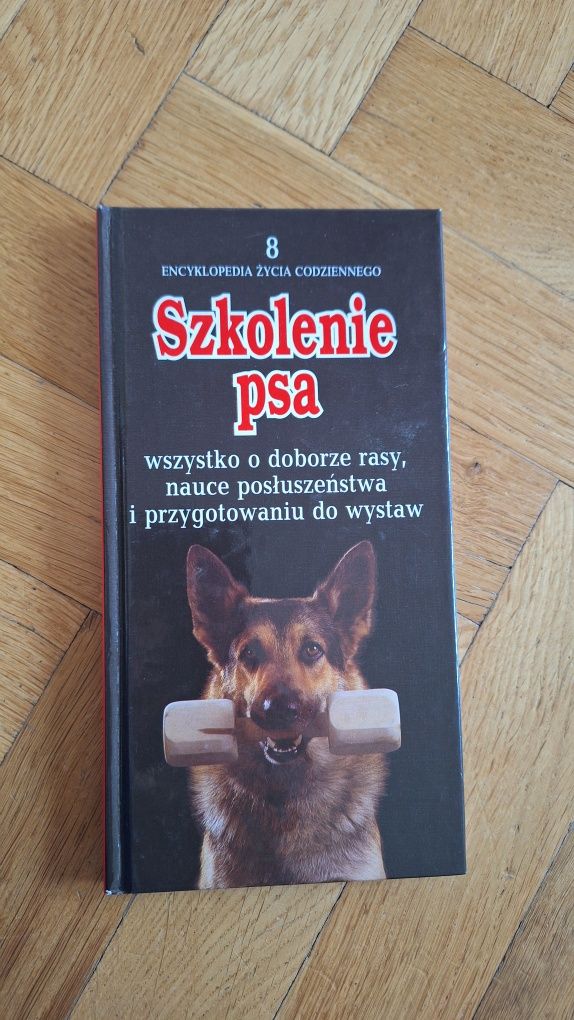 8
ENCYKLOPEDIA ŻYCIA CODZIENNEGO
Szkolenie
psa
wszystko o doborze rasy,
nauce posłuszeństwa
i przygotowaniu do wystaw